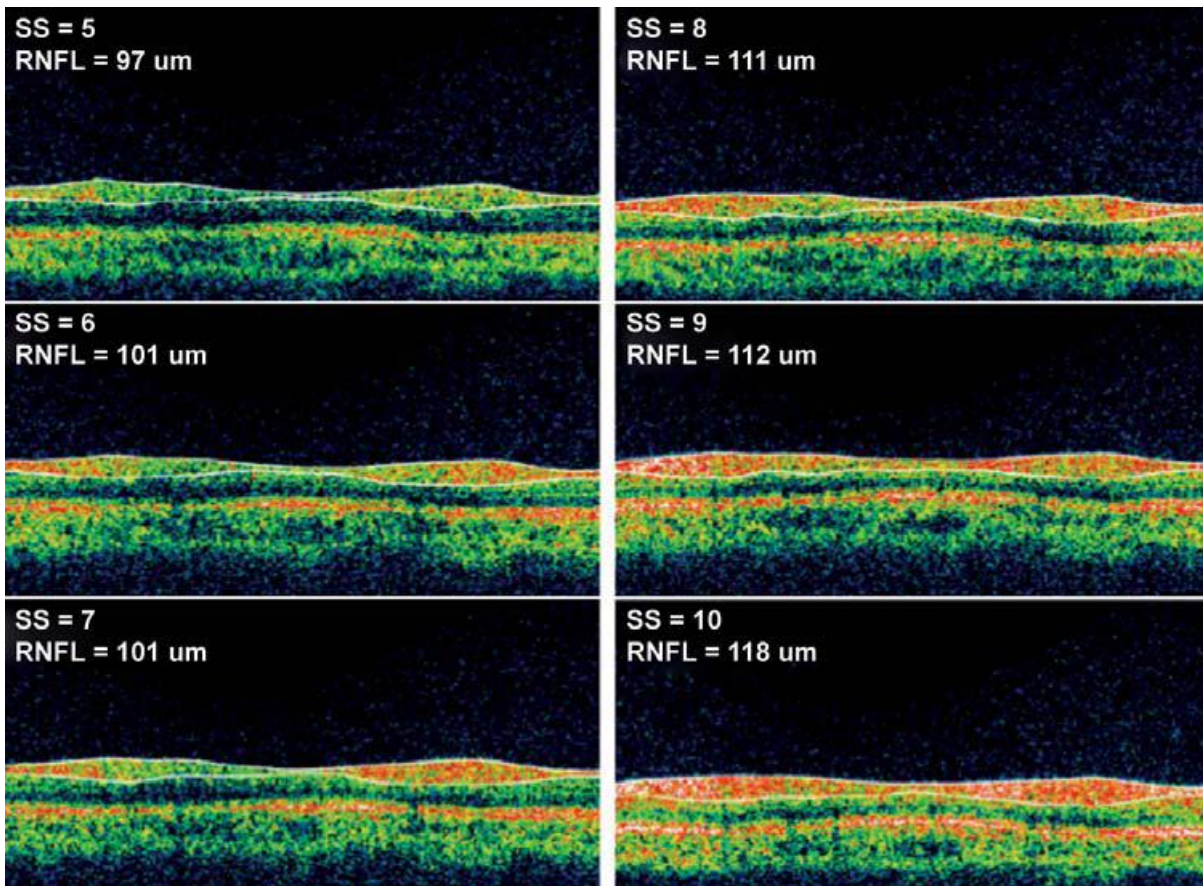 SS = 5
RNFL = 97 um
SS = 8
RNFL = 111 um
SS = 6
RNFL = 101 um
SS = 9
RNFL = 112 um
SS = 7
RNFL = 101 um
SS = 10
RNFL = 118 um